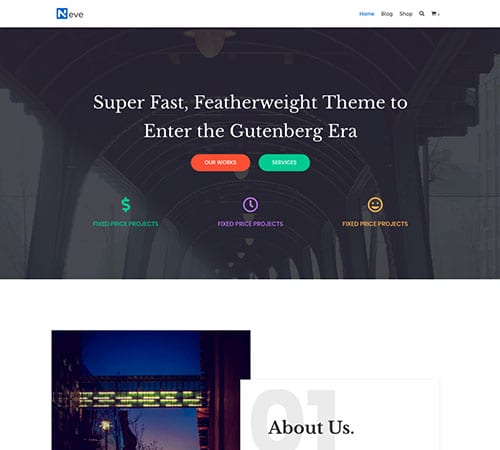 Neve
Home Blog Shop
Super Fast, Featherweight Theme to
Enter the Gutenberg Era
OUR WORKS SERVICES
FIXED PRICE PROJECTS FIXED PRICE PROJECTS FIXED PRICE PROJECTS
01
About Us.